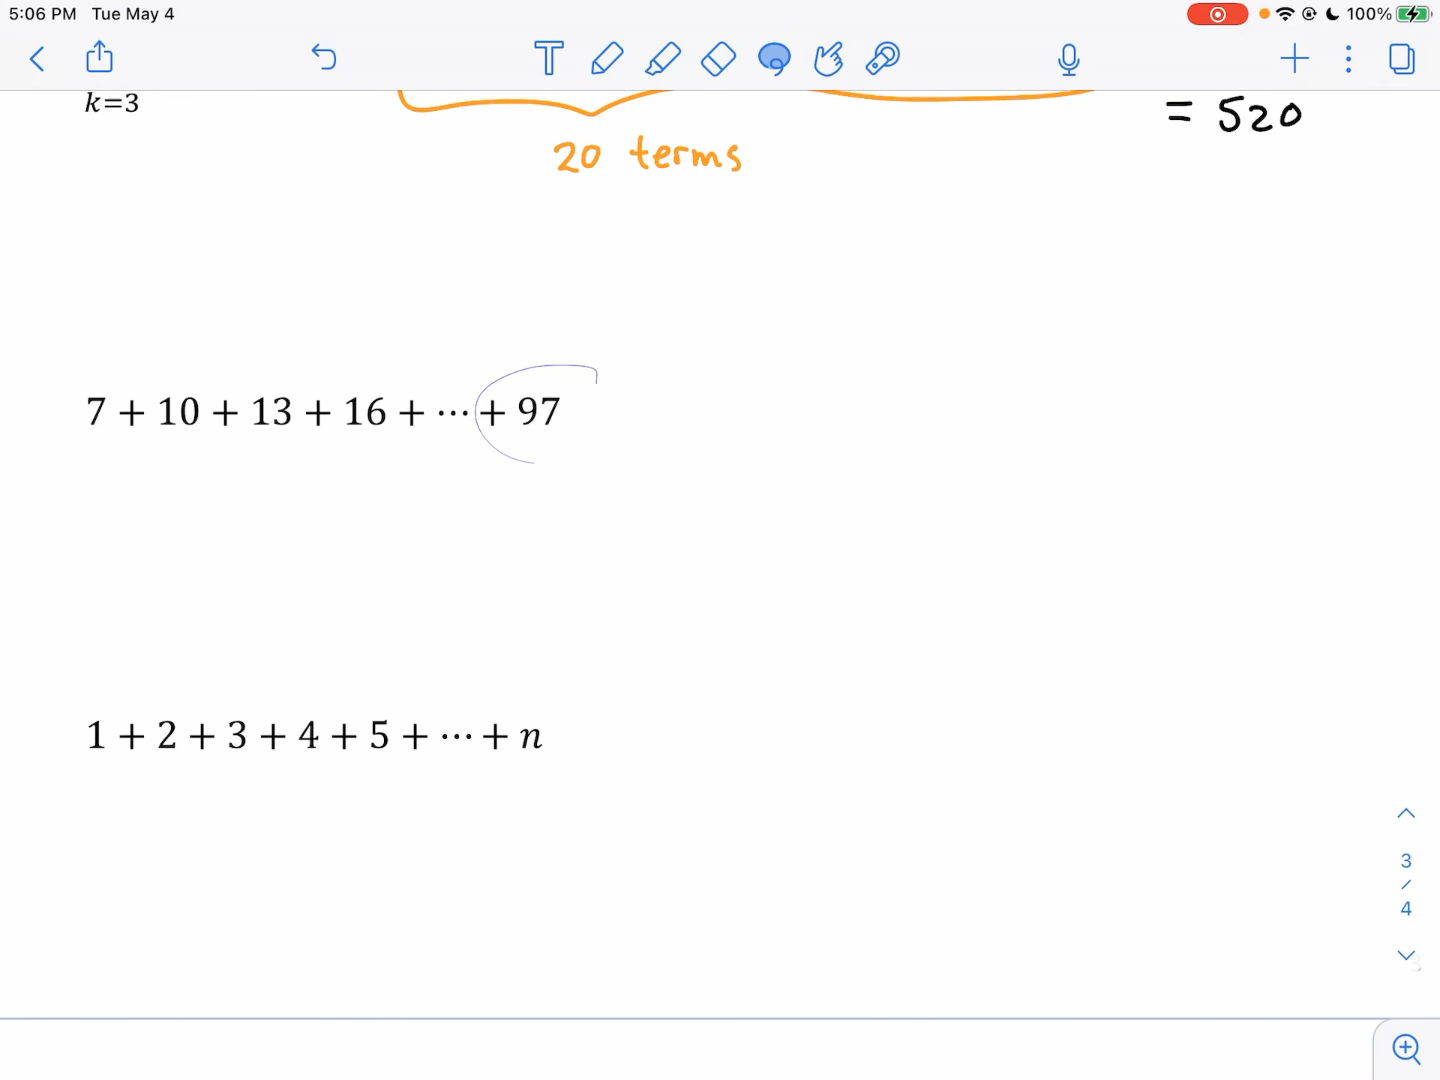 5:06 PM Tue May 4 100%
T
k=3
= 520
20 terms
7 + 10 + 13 + 16 + ⋯ + 97
1 + 2 + 3 + 4 + 5 + ⋯ + n
3
/
4
3